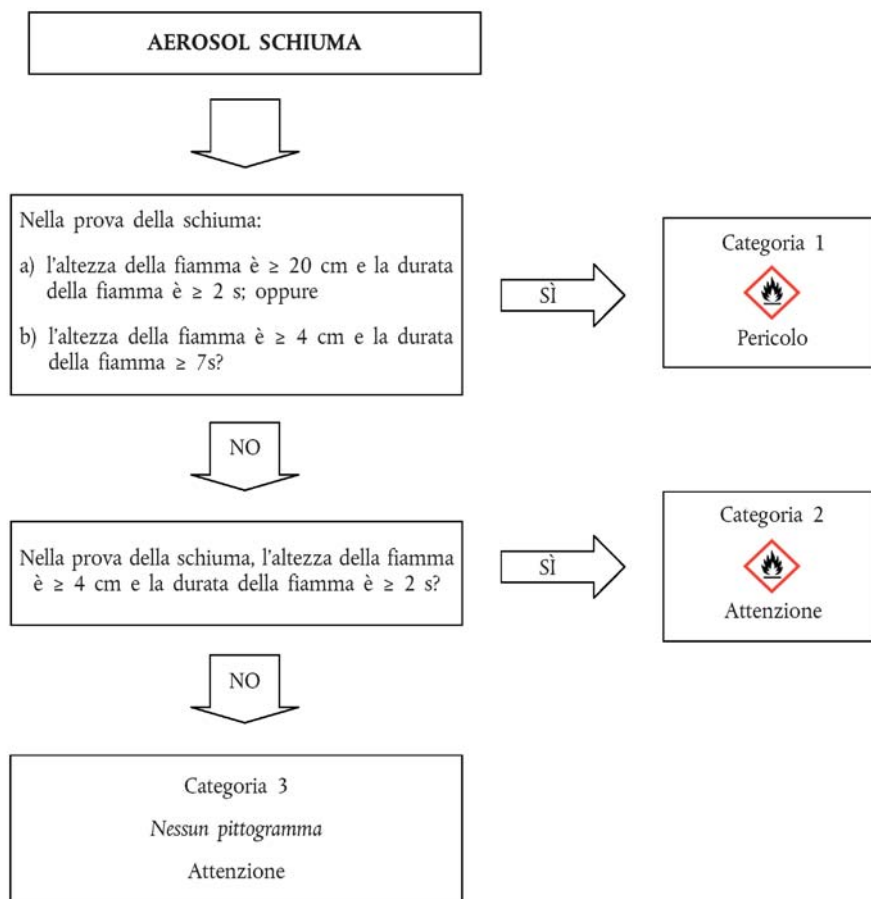 AEROSOL SCHIUMA
Nella prova della schiuma:
a) l'altezza della fiamma è ≥ 20 cm e la durata
della fiamma è ≥ 2 s; oppure
b) l'altezza della fiamma è ≥ 4 cm e la durata
della fiamma ≥ 7s?
SÌ
Categoria 1
Pericolo
NO
Nella prova della schiuma, l'altezza della fiamma
è ≥ 4 cm e la durata della fiamma è ≥ 2 s?
SÌ
Categoria 2
Attenzione
NO
Categoria 3
Nessun pittogramma
Attenzione